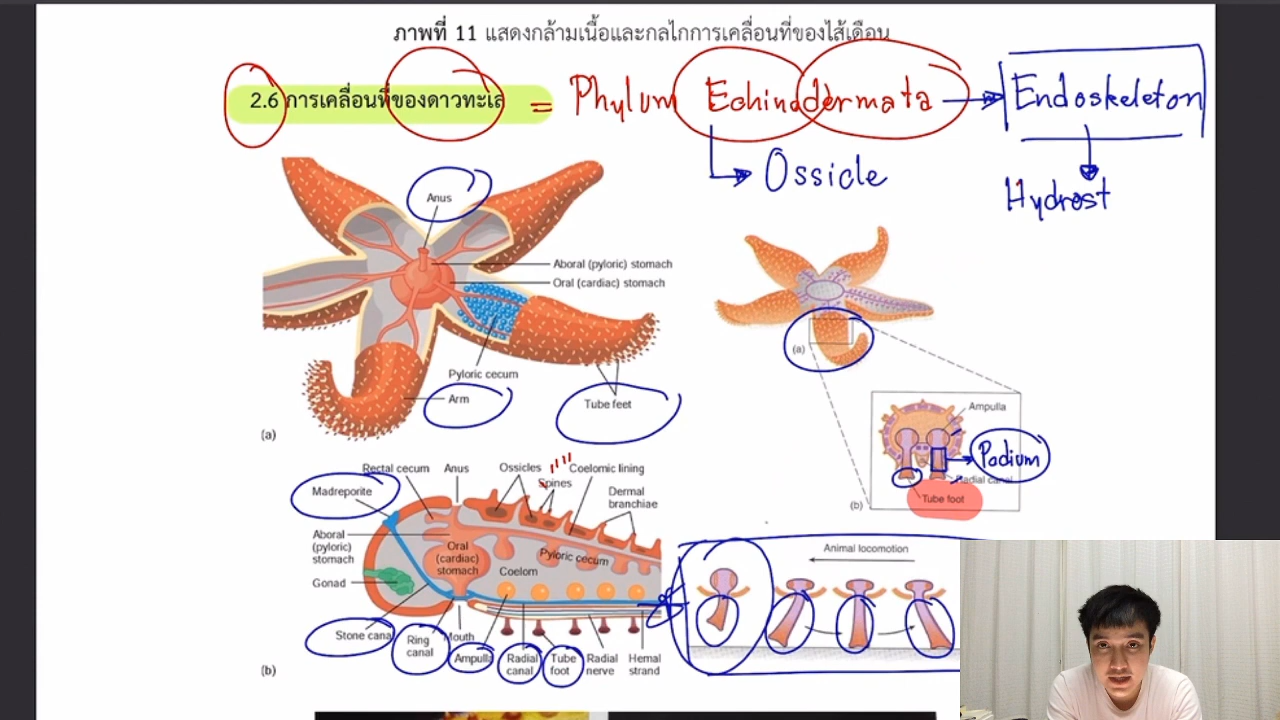 ภาพที่ 11 แสดงกล้ามเนื้อและกลไกการเคลื่อนที่ของไส้เดือน
2.6 การเคลื่อนที่ของดาวทะเล = Phylum Echinodermata → Endoskeleton
Ossicle
Hydrost
Anus
Aboral (pyloric) stomach
Oral (cardiac) stomach
Pyloric cecum
Arm
Tube feet
(a)
(a)
Ampulla
Podium
Radial canal
Tube foot
(b)
Rectal cecum
Anus
Ossicles
Spines
Coelomic lining
Madreporite
Dermal
branchiae
Aboral
(pyloric)
stomach
Oral
(cardiac)
stomach
Pyloric cecum
Coelom
Gonad
Stone canal
Ring
canal
Mouth
Ampulla
Radial
canal
Tube
foot
Radial
nerve
Hemal
strand
(b)
Animal locomotion